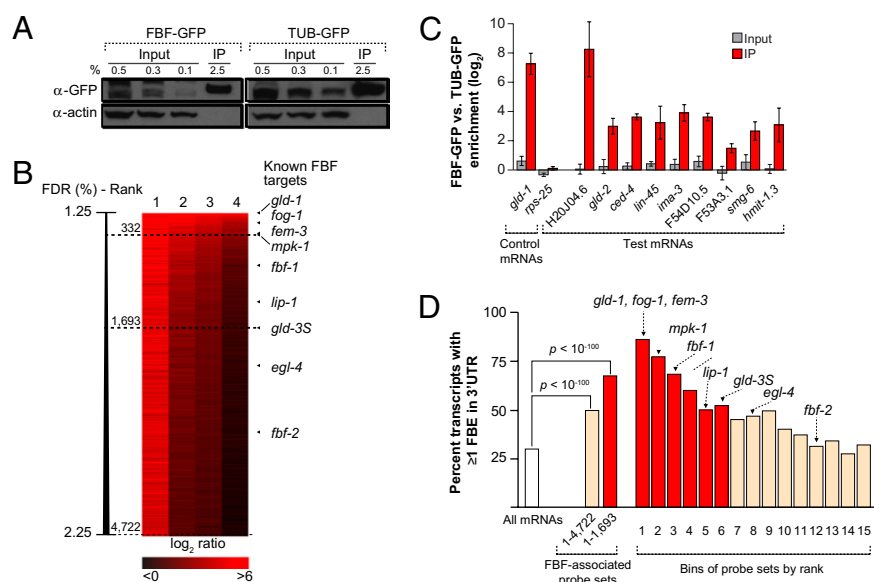 A
FBF-GFP TUB-GFP
Input IP Input IP
% 0.5 0.3 0.1 2.5 0.5 0.3 0.1 2.5
α-GFP
α-actin
B
Known FBF targets
FDR (%) - Rank
1 2 3 4
1.25
332
1,693
4,722
2.25
gld-1
fog-1
fem-3
mpk-1
fbf-1
lip-1
gld-3S
egl-4
fbf-2
log2 ratio
<0 >6
C
FBF-GFP vs. TUB-GFP
enrichment (log2)
10
8
6
4
2
0
Input
IP
gld-1
rps-25
H20J04.6
gld-2
ced-4
lin-45
ima-3
F54D10.5
F53A3.1
smg-6
hmit-1.3
Control mRNAs
Test mRNAs
D
Percent transcripts with
≥1 FBE in 3'UTR
100
75
50
25
p < 10-100
p < 10-100
gld-1, fog-1, fem-3
mpk-1
fbf-1
lip-1
gld-3S
egl-4
fbf-2
All mRNAs
1-4,722
1-1,693
1 2 3 4 5 6 7 8 9 10 11 12 13 14 15
FBF-associated
probe sets
Bins of probe sets by rank